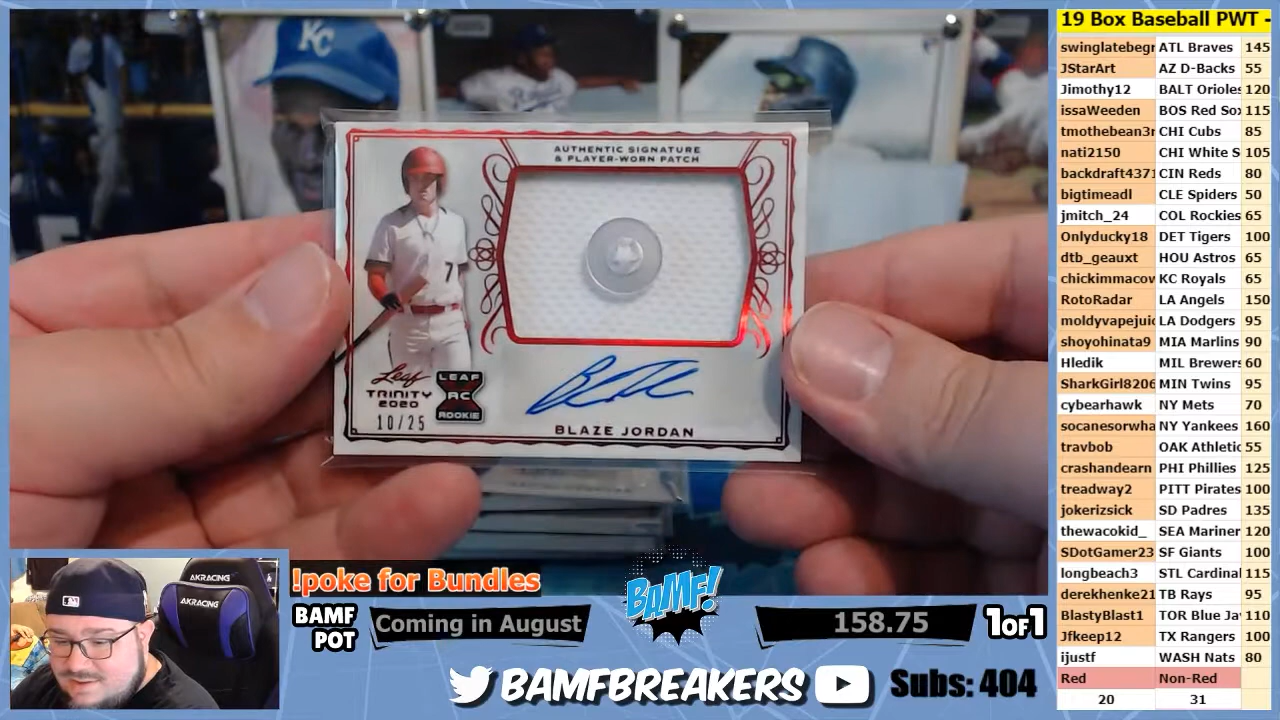 KC
AUTHENTIC SIGNATURE
& PLAYER-WORN PATCH
7
Leaf
TRINITY
2020
10/25
LEAF
RC
ROOKIE
BLAZE JORDAN
19 Box Baseball PWT -
swinglatebegr ATL Braves 145
JStarArt AZ D-Backs 55
Jimothy12 BALT Orioles 120
issaWeeden BOS Red Sox 115
tmothebean3r CHI Cubs 85
nati2150 CHI White S 105
backdraft4371 CIN Reds 80
bigtimeadl CLE Spiders 50
jmitch_24 COL Rockies 65
Onlyducky18 DET Tigers 100
dtb_geauxt HOU Astros 65
chickimmacov KC Royals 65
RotoRadar LA Angels 150
moldyvapejuic LA Dodgers 95
shoyohinata9 MIA Marlins 90
Hledik MIL Brewers 60
SharkGirl8206 MIN Twins 95
cybearhawk NY Mets 70
socanesorwha NY Yankees 160
travbob OAK Athletic 55
crashandearn PHI Phillies 125
treadway2 PITT Pirates 100
jokerizsick SD Padres 135
thewacokid_ SEA Mariner 120
SDotGamer23 SF Giants 100
longbeach3 STL Cardinal 115
derekhenke21 TB Rays 95
BlastyBlast1 TOR Blue Ja 110
Jfkeep12 TX Rangers 100
ijustf WASH Nats 80
Red Non-Red
20 31
AKRACING
AKRACING
!poke for Bundles
BAMF
POT
Coming in August
BAMF!
158.75
1 OF 1
BAMFBREAKERS
Subs: 404